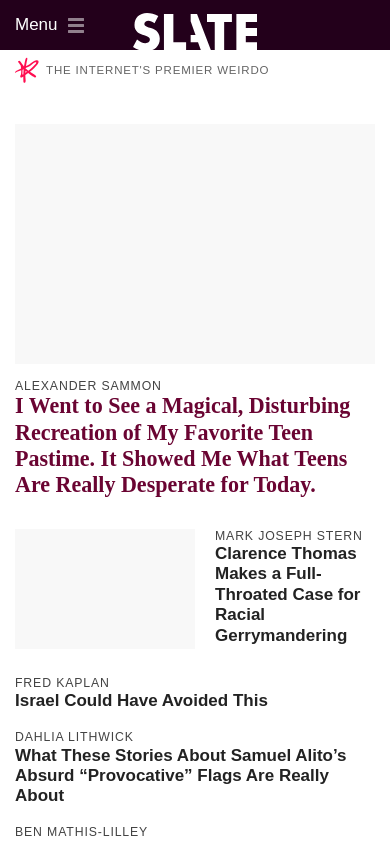 Menu
SLATE
THE INTERNET'S PREMIER WEIRDO
ALEXANDER SAMMON
I Went to See a Magical, Disturbing
Recreation of My Favorite Teen
Pastime. It Showed Me What Teens
Are Really Desperate for Today.
MARK JOSEPH STERN
Clarence Thomas
Makes a Full-
Throated Case for
Racial
Gerrymandering
FRED KAPLAN
Israel Could Have Avoided This
DAHLIA LITHWICK
What These Stories About Samuel Alito’s
Absurd “Provocative” Flags Are Really
About
BEN MATHIS-LILLEY